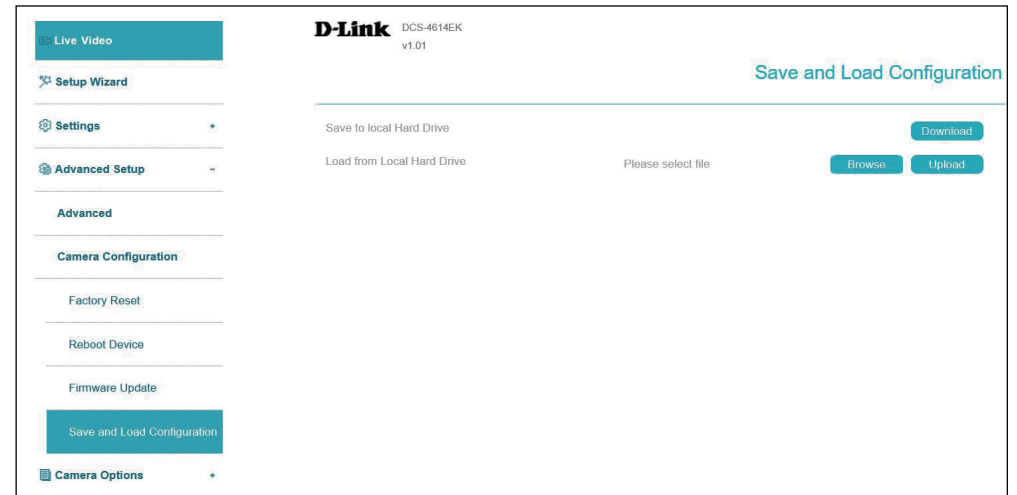 Live Video
Setup Wizard
Settings +
Advanced Setup -
Advanced
Camera Configuration
Factory Reset
Reboot Device
Firmware Update
Save and Load Configuration
Camera Options +
D-Link DCS-4614EK
v1.01
Save and Load Configuration
Save to local Hard Drive Download
Load from Local Hard Drive Please select file Browse Upload